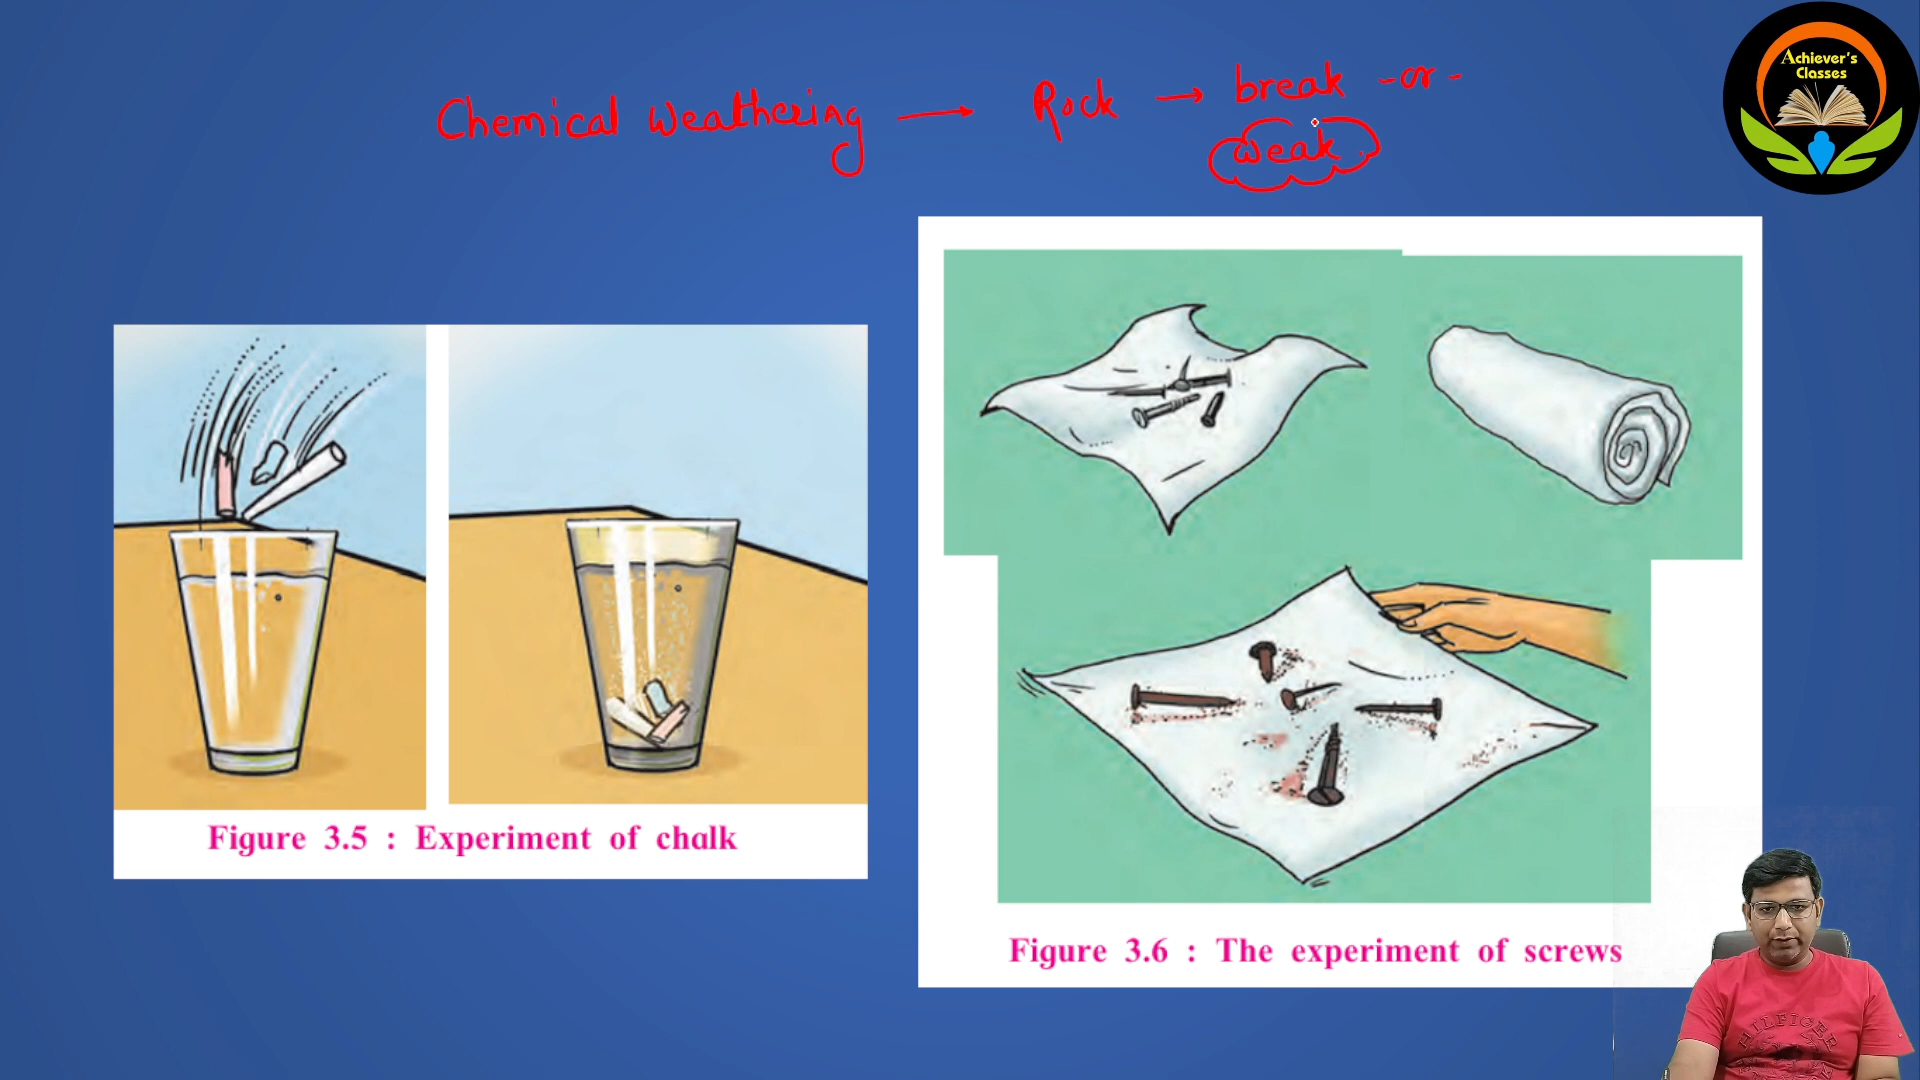 Chemical Weathering → Rock → break -or-
weak
Achiever's
Classes
Figure 3.5 : Experiment of chalk
Figure 3.6 : The experiment of screws
HILFIGER